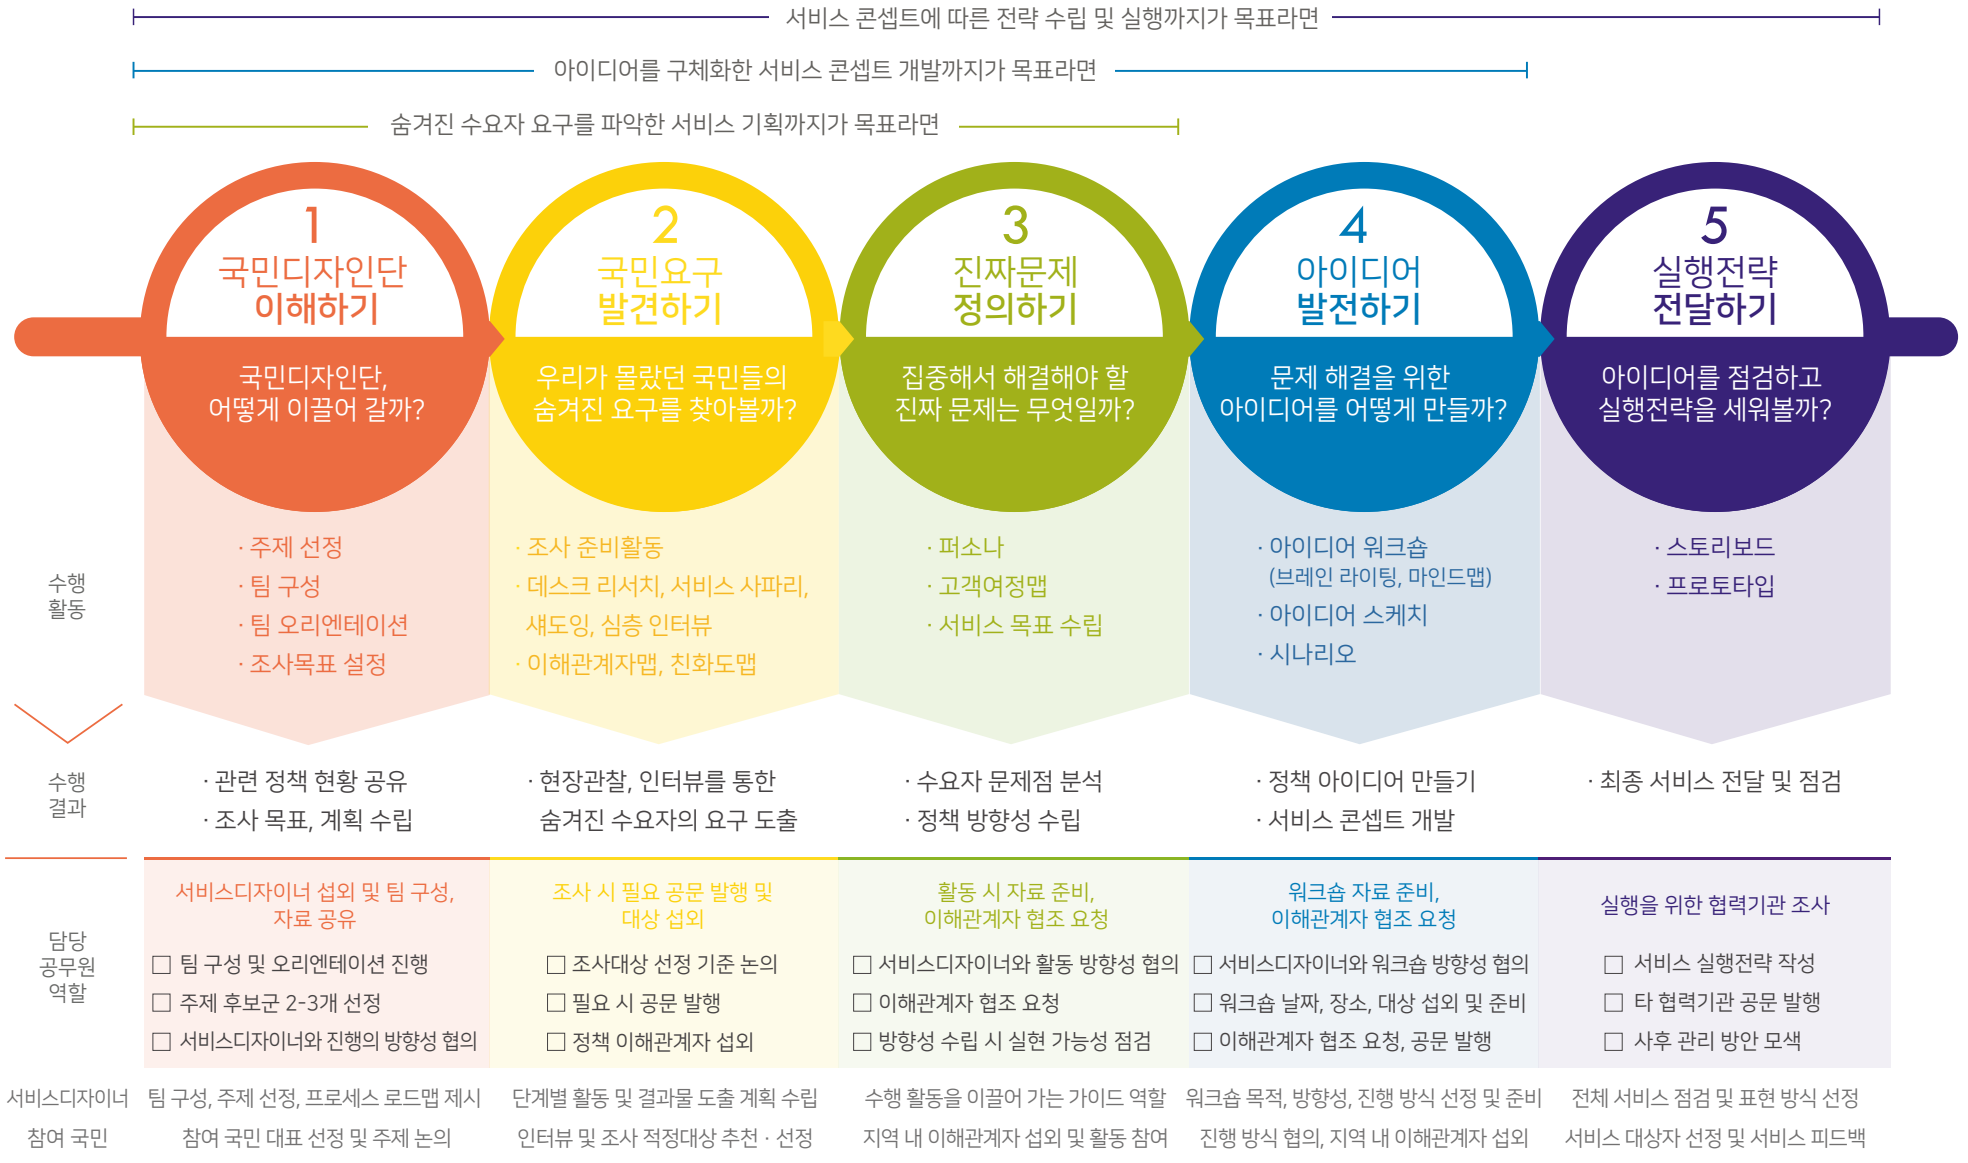 서비스 콘셉트에 따른 전략 수립 및 실행까지가 목표라면
아이디어를 구체화한 서비스 콘셉트 개발까지가 목표라면
숨겨진 수요자 요구를 파악한 서비스 기획까지가 목표라면
1
국민디자인단
이해하기
국민디자인단,
어떻게 이끌어 갈까?
2
국민요구
발견하기
우리가 몰랐던 국민들의
숨겨진 요구를 찾아볼까?
3
진짜문제
정의하기
집중해서 해결해야 할
진짜 문제는 무엇일까?
4
아이디어
발전하기
문제 해결을 위한
아이디어를 어떻게 만들까?
5
실행전략
전달하기
아이디어를 점검하고
실행전략을 세워볼까?
수행
활동
· 주제 선정
· 팀 구성
· 팀 오리엔테이션
· 조사목표 설정
· 조사 준비활동
· 데스크 리서치, 서비스 사파리,
섀도잉, 심층 인터뷰
· 이해관계자맵, 친화도맵
· 퍼소나
· 고객여정맵
· 서비스 목표 수립
· 아이디어 워크숍
(브레인 라이팅, 마인드맵)
· 아이디어 스케치
· 시나리오
· 스토리보드
· 프로토타입
수행
결과
· 관련 정책 현황 공유
· 조사 목표, 계획 수립
· 현장관찰, 인터뷰를 통한
숨겨진 수요자의 요구 도출
· 수요자 문제점 분석
· 정책 방향성 수립
· 정책 아이디어 만들기
· 서비스 콘셉트 개발
· 최종 서비스 전달 및 점검
담당
공무원
역할
서비스디자이너 섭외 및 팀 구성,
자료 공유
□ 팀 구성 및 오리엔테이션 진행
□ 주제 후보군 2-3개 선정
□ 서비스디자이너와 진행의 방향성 협의
조사 시 필요 공문 발행 및
대상 섭외
□ 조사대상 선정 기준 논의
□ 필요 시 공문 발행
□ 정책 이해관계자 섭외
활동 시 자료 준비,
이해관계자 협조 요청
□ 서비스디자이너와 활동 방향성 협의
□ 이해관계자 협조 요청
□ 방향성 수립 시 실현 가능성 점검
워크숍 자료 준비,
이해관계자 협조 요청
□ 서비스디자이너와 워크숍 방향성 협의
□ 워크숍 날짜, 장소, 대상 섭외 및 준비
□ 이해관계자 협조 요청, 공문 발행
실행을 위한 협력기관 조사
□ 서비스 실행전략 작성
□ 타 협력기관 공문 발행
□ 사후 관리 방안 모색
서비스디자이너
팀 구성, 주제 선정, 프로세스 로드맵 제시
단계별 활동 및 결과물 도출 계획 수립
수행 활동을 이끌어 가는 가이드 역할
워크숍 목적, 방향성, 진행 방식 선정 및 준비
전체 서비스 점검 및 표현 방식 선정
참여 국민
참여 국민 대표 선정 및 주제 논의
인터뷰 및 조사 적정대상 추천 · 선정
지역 내 이해관계자 섭외 및 활동 참여
진행 방식 협의, 지역 내 이해관계자 섭외
서비스 대상자 선정 및 서비스 피드백